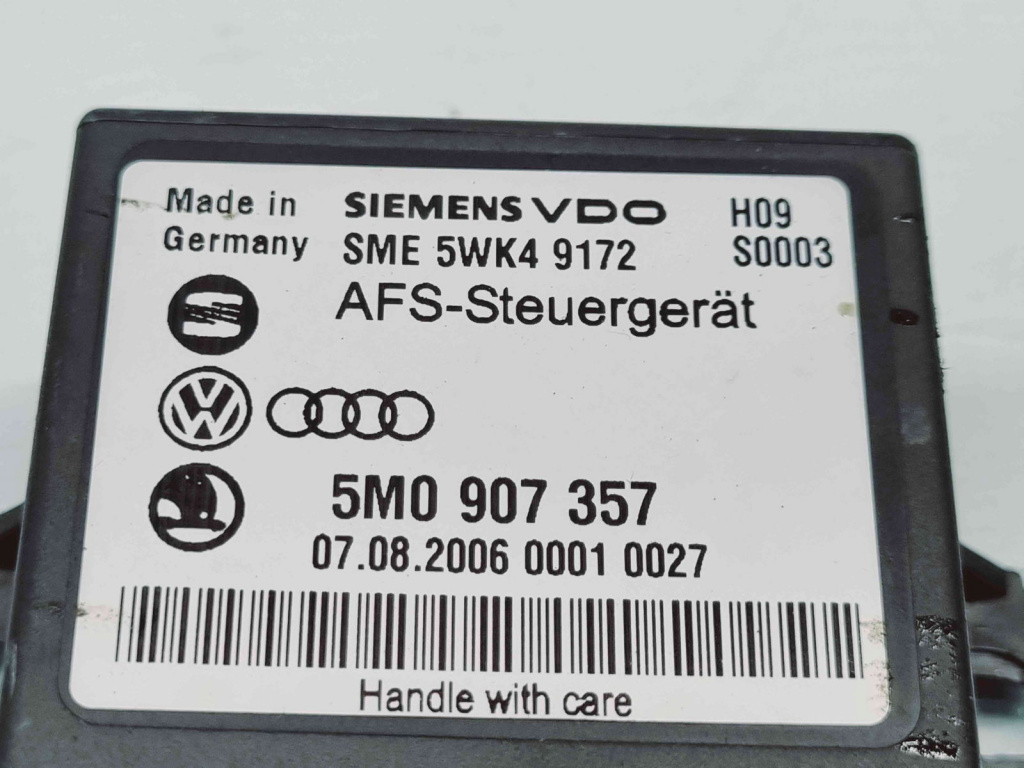 Made in SIEMENS VDO H09
Germany SME 5WK4 9172 S0003
AFS-Steuergerät
5M0 907 357
07.08.2006 0001 0027
Handle with care